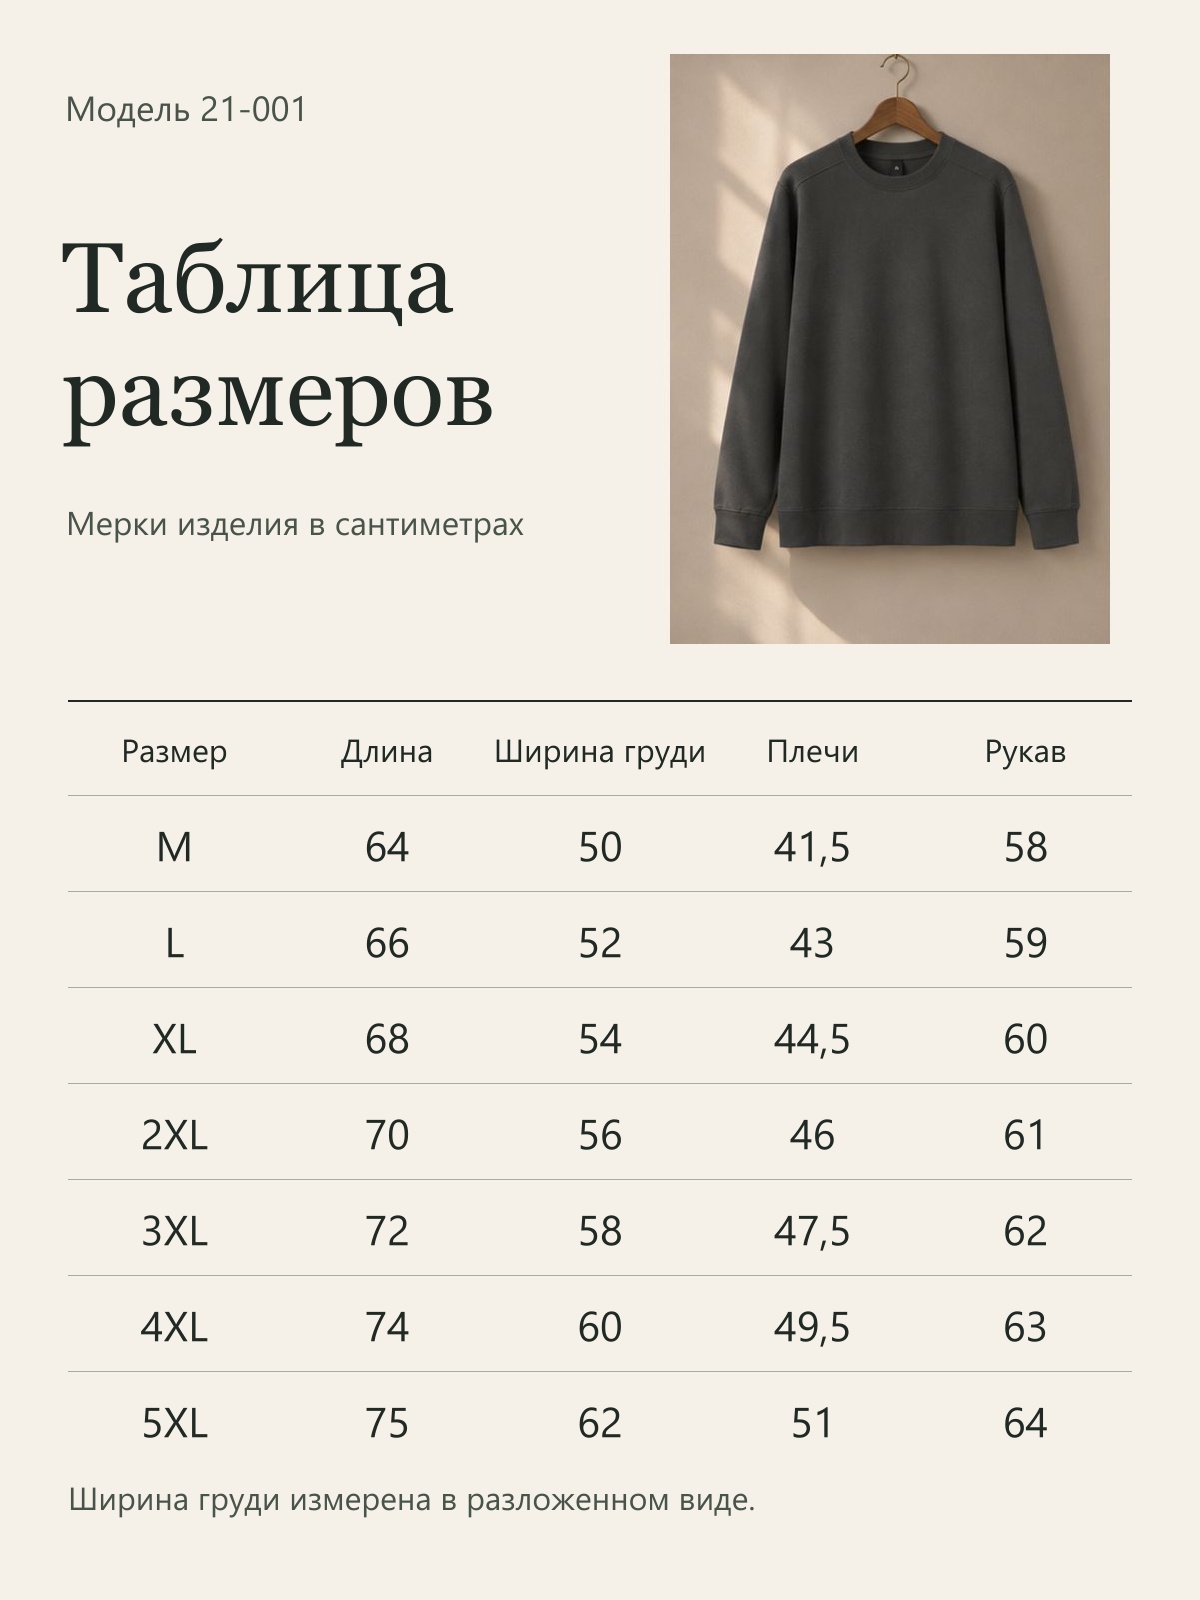 Модель 21-001
Таблица
размеров
Мерки изделия в сантиметрах
Размер Длина Ширина груди Плечи Рукав
M 64 50 41,5 58
L 66 52 43 59
XL 68 54 44,5 60
2XL 70 56 46 61
3XL 72 58 47,5 62
4XL 74 60 49,5 63
5XL 75 62 51 64
Ширина груди измерена в разложенном виде.